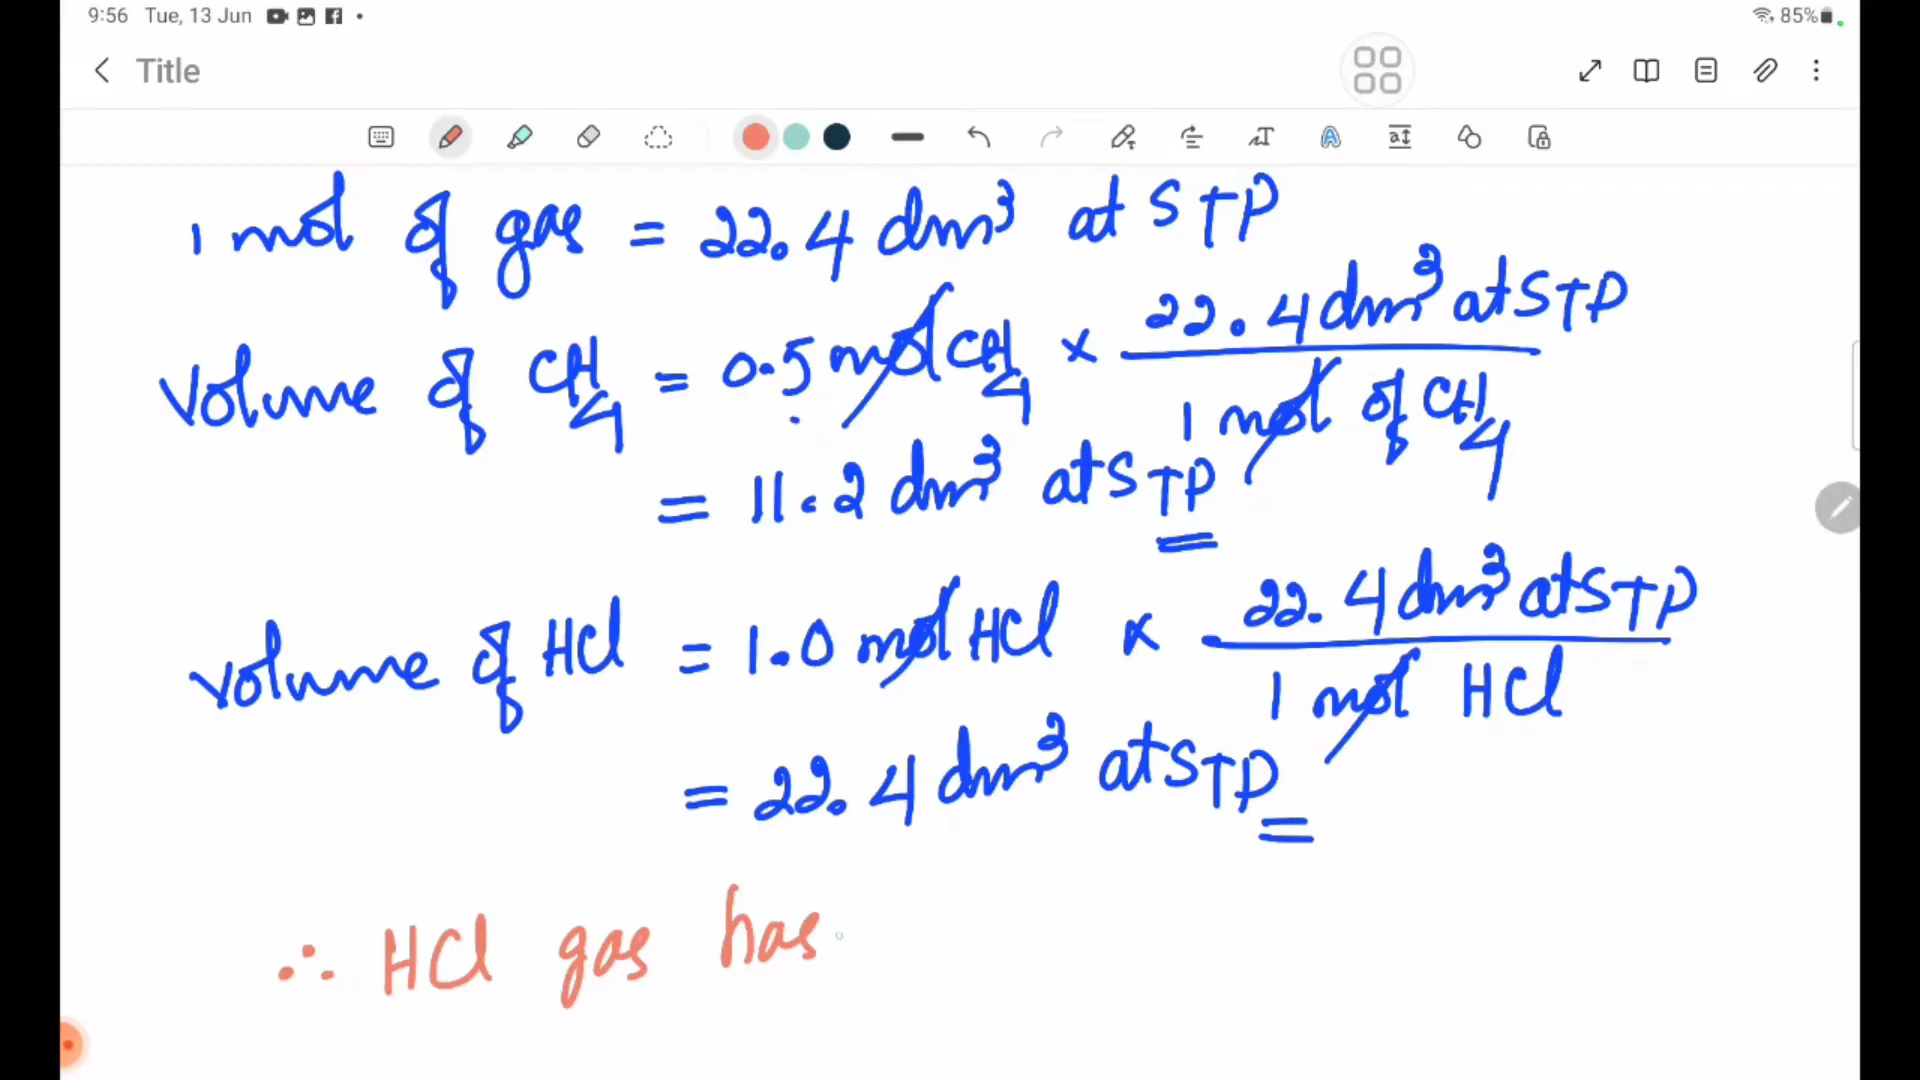 9:56 Tue, 13 Jun 85%
Title
1 mol of gas = 22.4 dm³ at STP
Volume of CH₄ = 0.5 mol CH₄ × 22.4 dm³ at STP
1 mol of CH₄
= 11.2 dm³ at STP
Volume of HCl = 1.0 mol HCl × 22.4 dm³ at STP
1 mol HCl
= 22.4 dm³ at STP
∴ HCl gas has